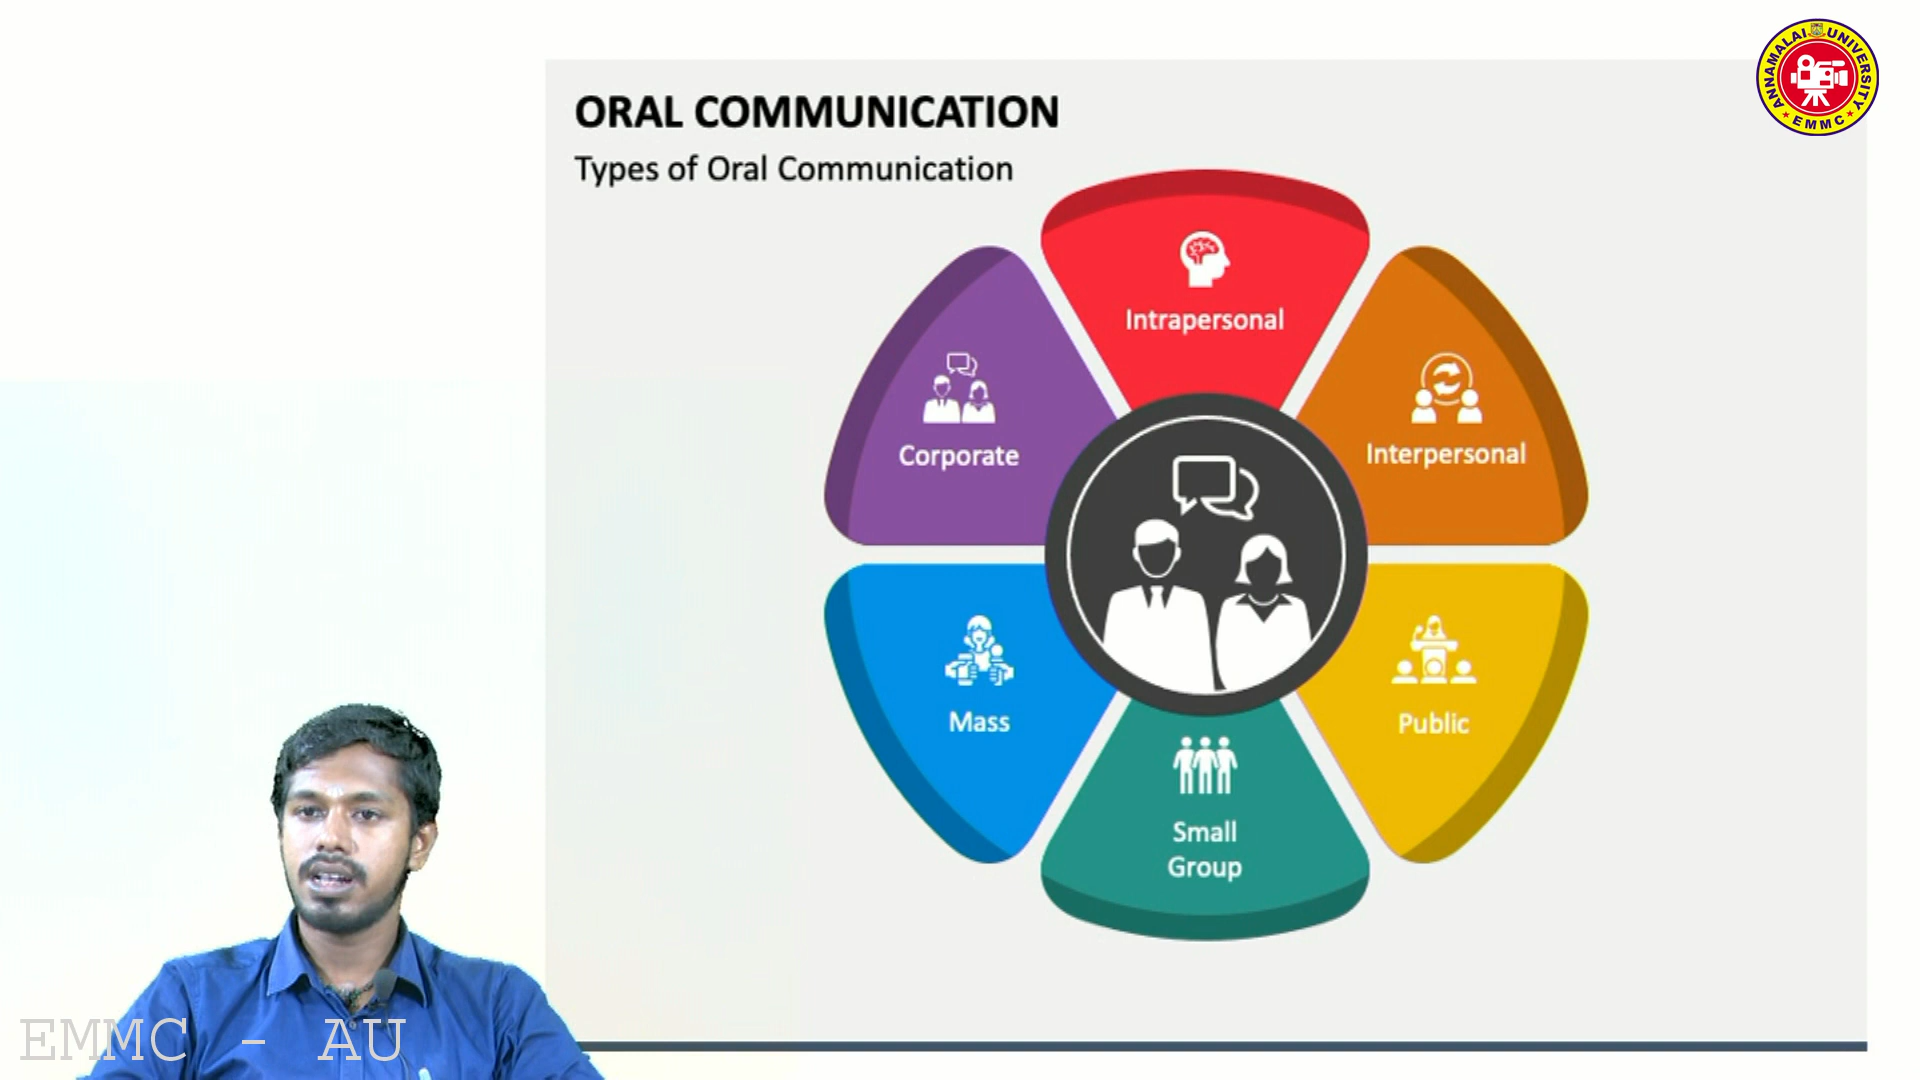 ORAL COMMUNICATION
Types of Oral Communication
ANNAMALAI UNIVERSITY
EMMC
Intrapersonal
Corporate
Interpersonal
Mass
Public
Small
Group
EMMC - AU